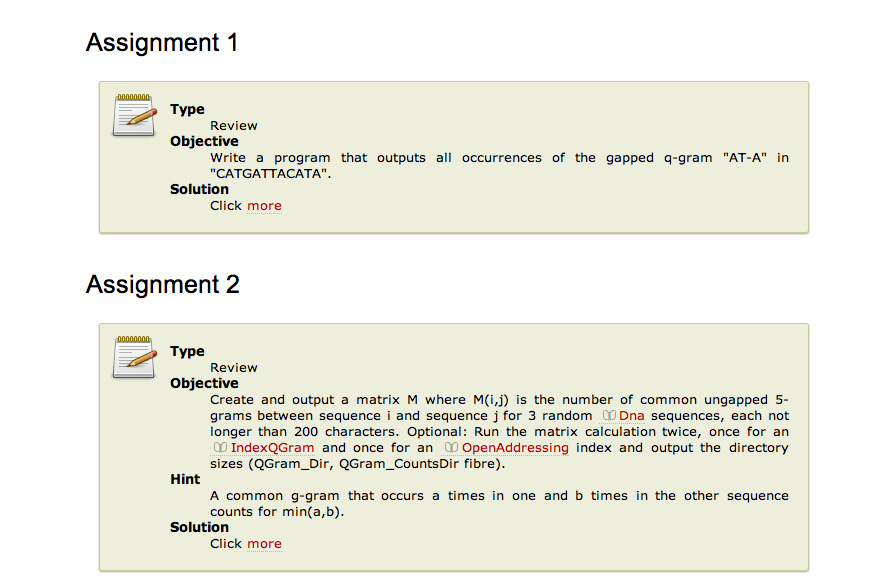 Assignment 1
Type
Review
Objective
Write a program that outputs all occurrences of the gapped q-gram "AT-A" in
"CATGATTACATA".
Solution
Click more
Assignment 2
Type
Review
Objective
Create and output a matrix M where M(i,j) is the number of common ungapped 5-
grams between sequence i and sequence j for 3 random Dna sequences, each not
longer than 200 characters. Optional: Run the matrix calculation twice, once for an
IndexQGram and once for an OpenAddressing index and output the directory
sizes (QGram_Dir, QGram_CountsDir fibre).
Hint
A common g-gram that occurs a times in one and b times in the other sequence
counts for min(a,b).
Solution
Click more